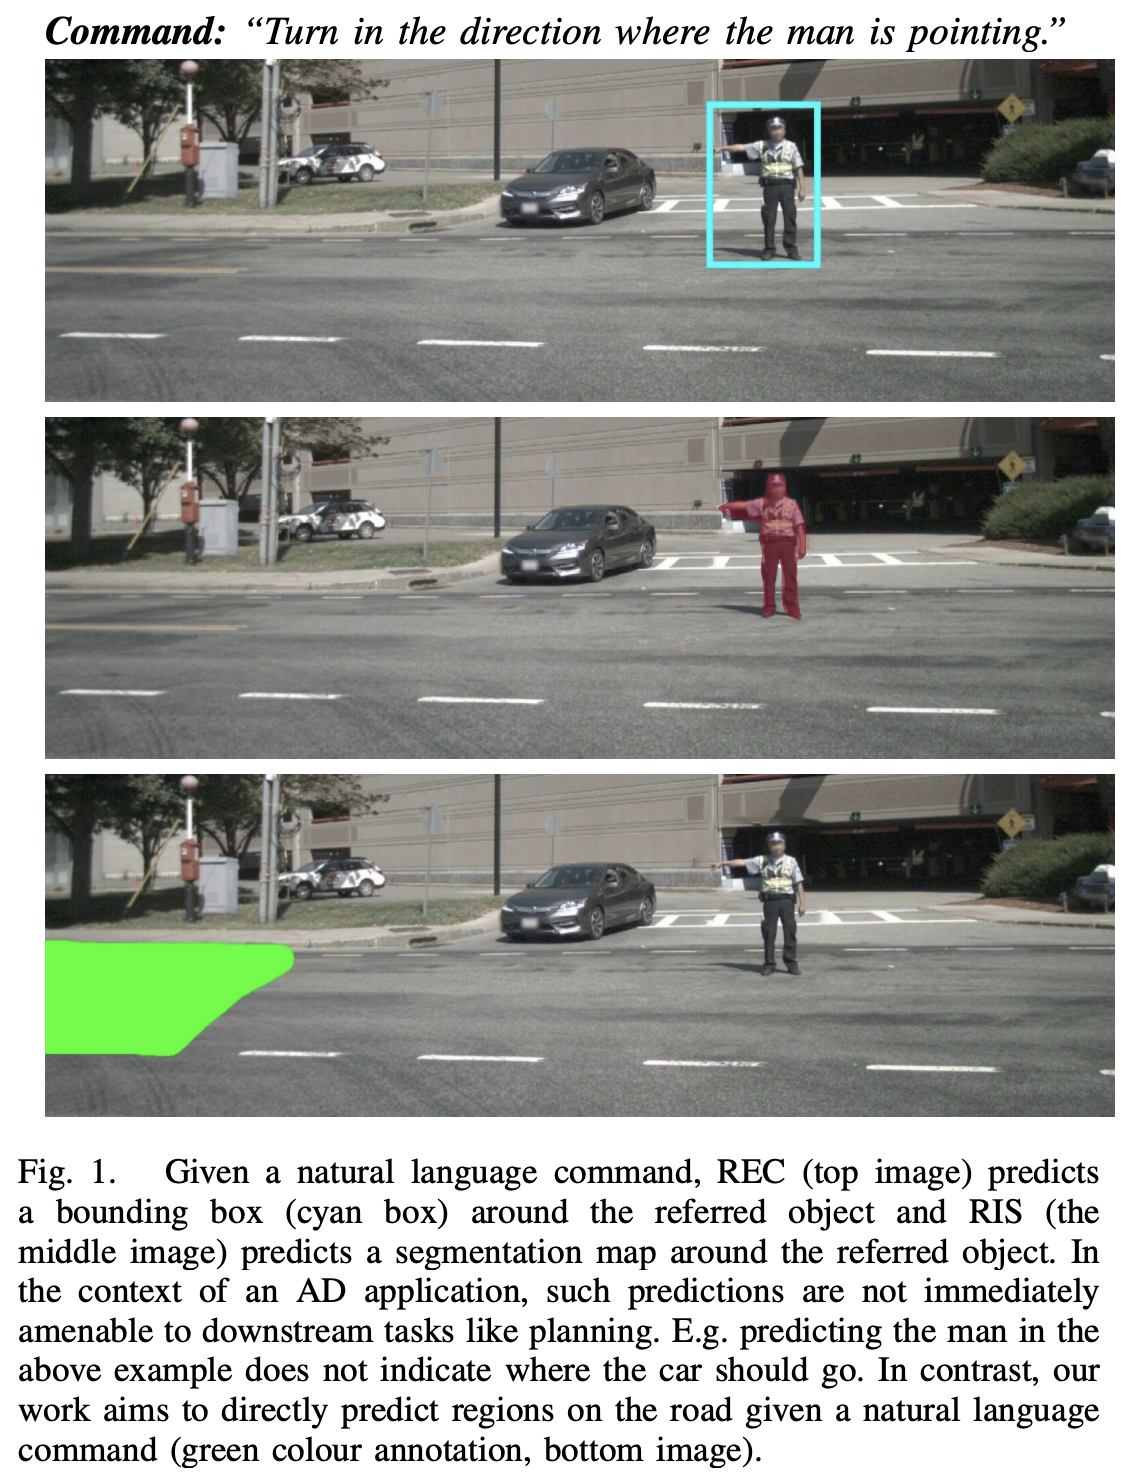 Command: “Turn in the direction where the man is pointing.”
Fig. 1. Given a natural language command, REC (top image) predicts
a bounding box (cyan box) around the referred object and RIS (the
middle image) predicts a segmentation map around the referred object. In
the context of an AD application, such predictions are not immediately
amenable to downstream tasks like planning. E.g. predicting the man in the
above example does not indicate where the car should go. In contrast, our
work aims to directly predict regions on the road given a natural language
command (green colour annotation, bottom image).